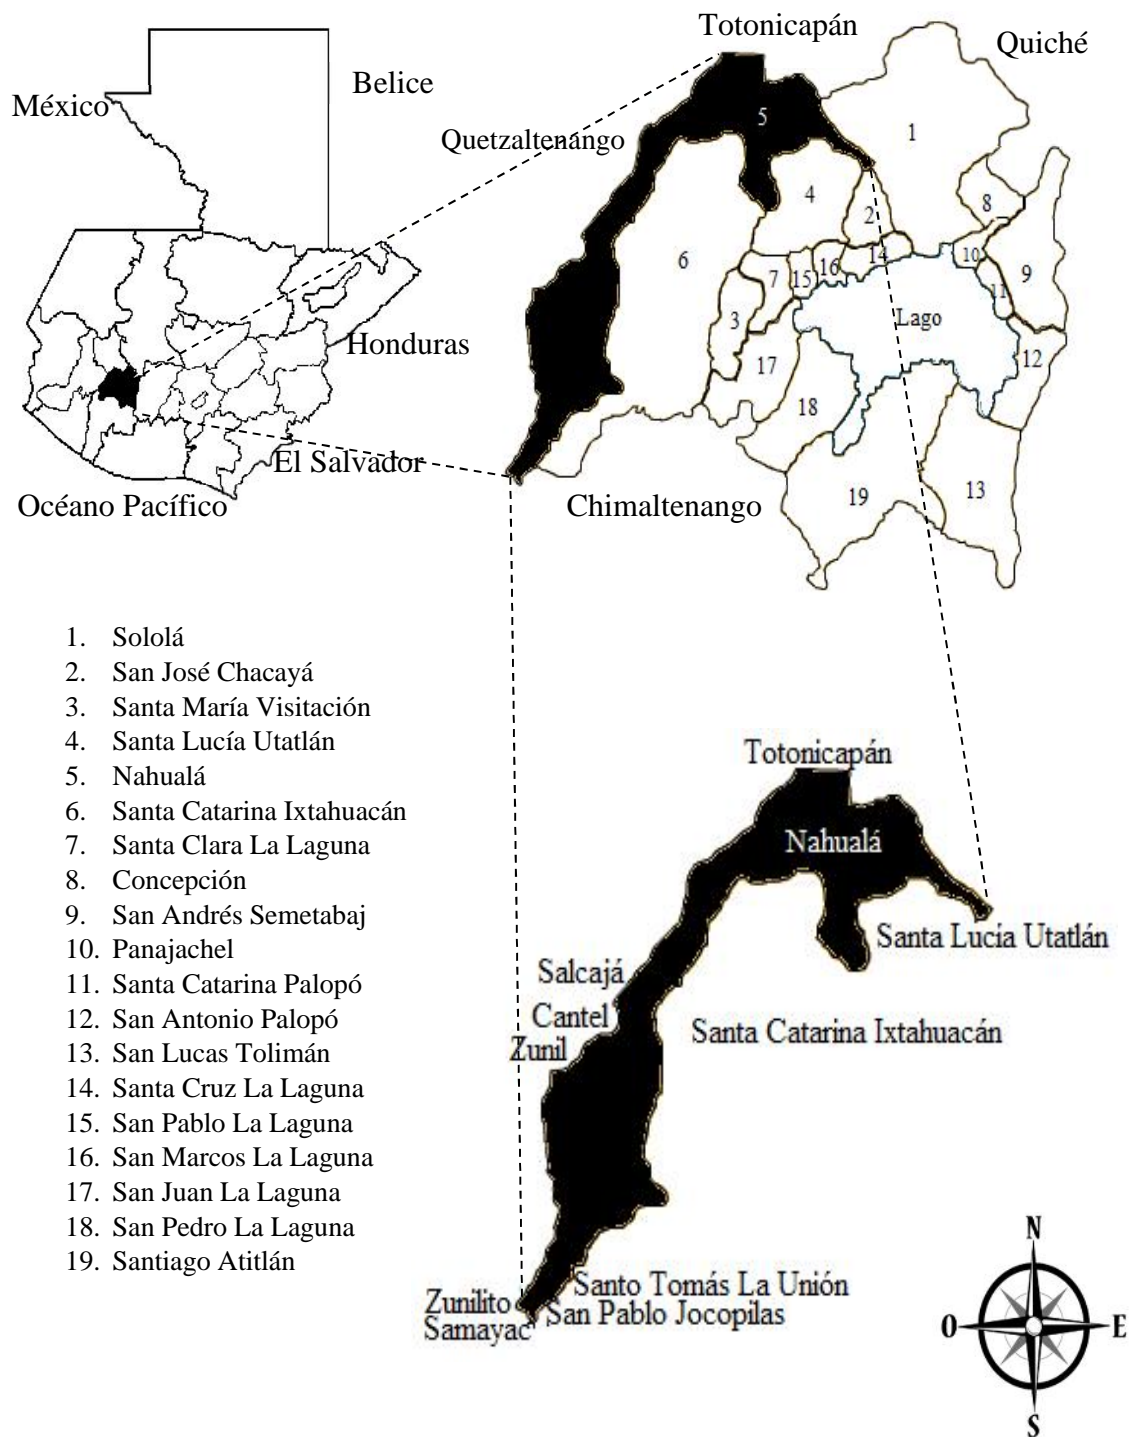 Totonicapán
Quiché
Belice
México
Quetzaltenango
5
1
4
2
8
6
7
15
16
14
10
9
11
3
Lago
12
17
18
Honduras
El Salvador
Océano Pacífico
Chimaltenango
19
13
1. Sololá
2. San José Chacayá
3. Santa María Visitación
4. Santa Lucía Utatlán
5. Nahualá
6. Santa Catarina Ixtahuacán
7. Santa Clara La Laguna
8. Concepción
9. San Andrés Semetabaj
10. Panajachel
11. Santa Catarina Palopó
12. San Antonio Palopó
13. San Lucas Tolimán
14. Santa Cruz La Laguna
15. San Pablo La Laguna
16. San Marcos La Laguna
17. San Juan La Laguna
18. San Pedro La Laguna
19. Santiago Atitlán
Totonicapán
Nahualá
Santa Lucía Utatlán
Salcajá
Cantel
Zunil
Santa Catarina Ixtahuacán
Santo Tomás La Unión
Zunilito
San Pablo Jocopilas
Samayac
N
O
E
S